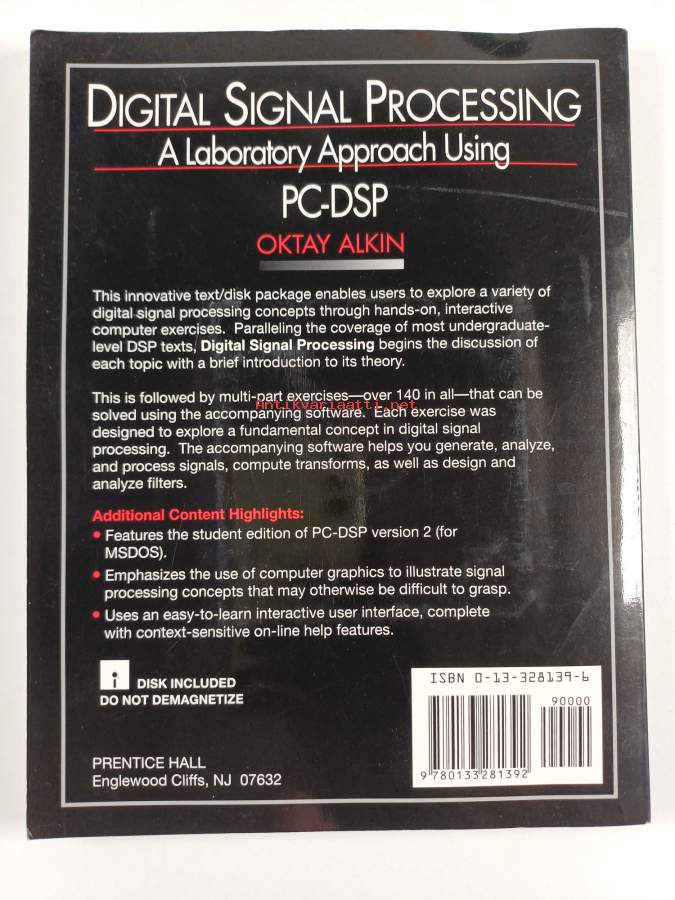 DIGITAL SIGNAL PROCESSING
A Laboratory Approach Using
PC-DSP
OKTAY ALKIN
This innovative text/disk package enables users to explore a variety of
digital signal processing concepts through hands-on, interactive
computer exercises. Paralleling the coverage of most undergraduate-
level DSP texts, Digital Signal Processing begins the discussion of
each topic with a brief introduction to its theory.
This is followed by multi-part exercises—over 140 in all—that can be
Antikvariaatti.net
solved using the accompanying software. Each exercise was
designed to explore a fundamental concept in digital signal
processing. The accompanying software helps you generate, analyze,
and process signals, compute transforms, as well as design and
analyze filters.
Additional Content Highlights:
• Features the student edition of PC-DSP version 2 (for
MSDOS).
• Emphasizes the use of computer graphics to illustrate signal
processing concepts that may otherwise be difficult to grasp.
• Uses an easy-to-learn interactive user interface, complete
with context-sensitive on-line help features.
i DISK INCLUDED
DO NOT DEMAGNETIZE
PRENTICE HALL
Englewood Cliffs, NJ 07632
ISBN 0-13-328139-6
90000
9 780133 281392